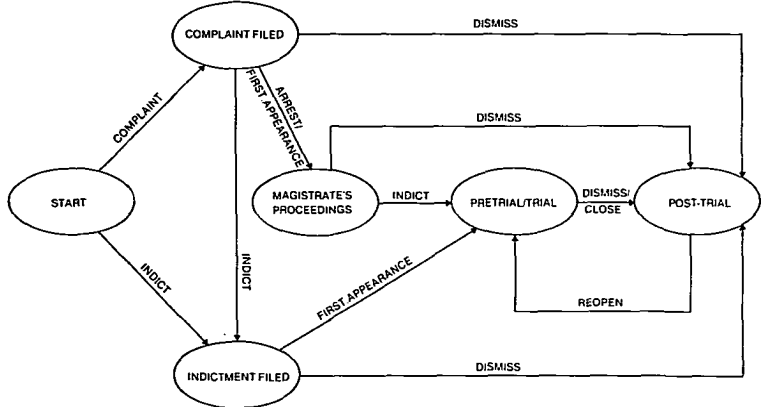 DISMISS
COMPLAINT FILED
COMPLAINT
ARREST/
FIRST APPEARANCE
DISMISS
START
MAGISTRATE'S
PROCEEDINGS
INDICT
PRETRIAL/TRIAL
DISMISS/
CLOSE
POST-TRIAL
INDICT
INDICT
FIRST APPEARANCE
REOPEN
INDICTMENT FILED
DISMISS